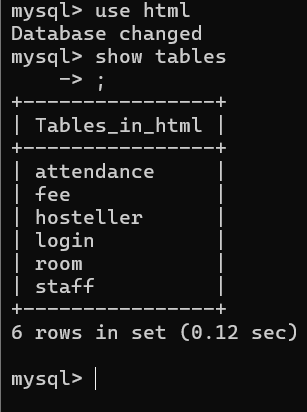 mysql> use html
Database changed
mysql> show tables
    -> ;
+----------------+
| Tables_in_html |
+----------------+
| attendance     |
| fee            |
| hosteller      |
| login          |
| room           |
| staff          |
+----------------+
6 rows in set (0.12 sec)

mysql>